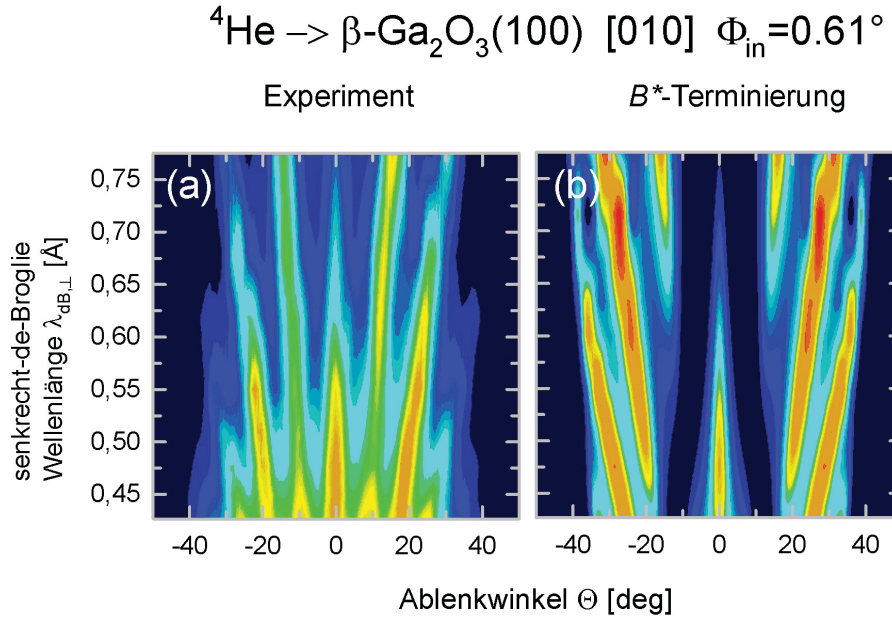 ⁴He –> β-Ga₂O₃(100) [010] Φᵢₙ=0.61°
Experiment
B*-Terminierung
(a)
(b)
senkrecht-de-Broglie
Wellenlänge λdB,⊥ [Å]
0,75
0,70
0,65
0,60
0,55
0,50
0,45
-40 -20 0 20 40
-40 -20 0 20 40
Ablenkwinkel Θ [deg]